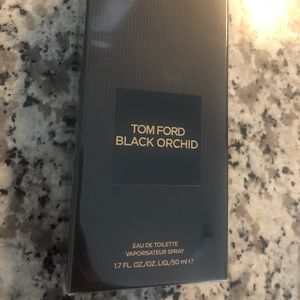 TOM FORD
BLACK ORCHID
EAU DE TOILETTE
VAPORISATEUR SPRAY
1.7 FL. OZ./OZ. LIQ./50 ml ℮